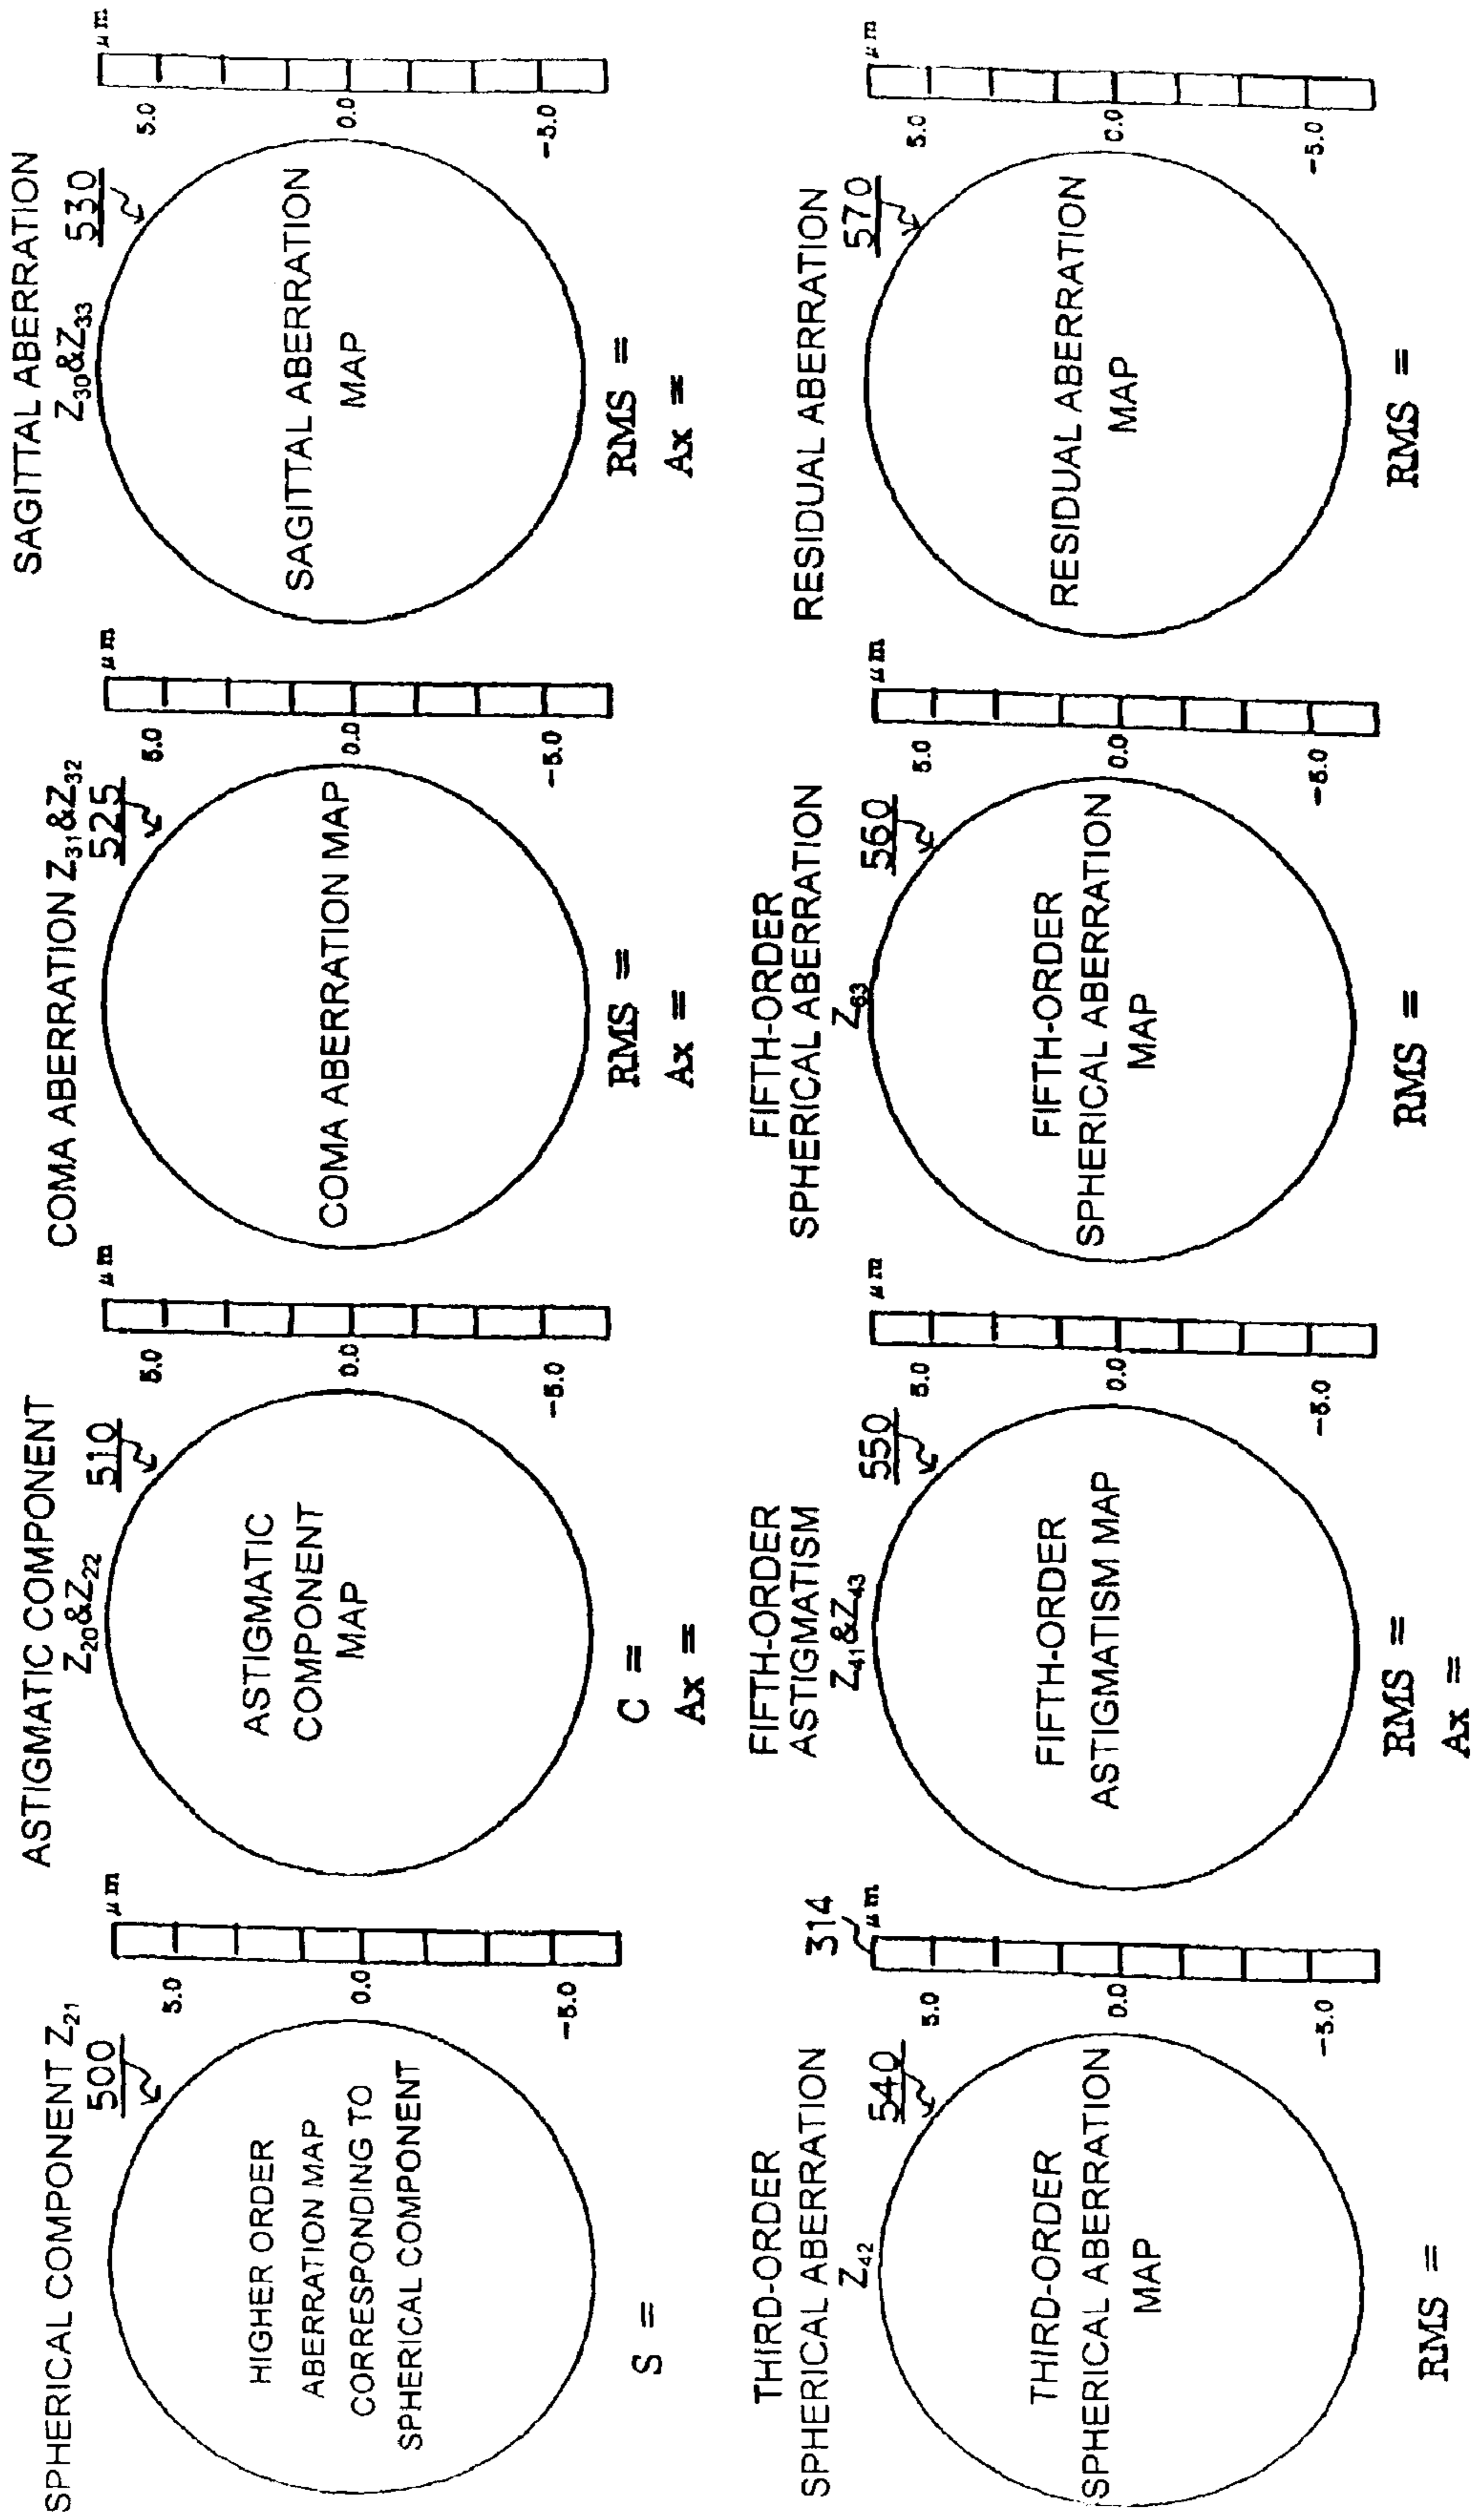 SPHERICAL COMPONENT Z21
500
HIGHER ORDER
ABERRATION MAP
CORRESPONDING TO
SPHERICAL COMPONENT
μm
5.0
0.0
-5.0
S =
ASTIGMATIC COMPONENT
Z20&Z22
510
ASTIGMATIC
COMPONENT
MAP
μm
5.0
0.0
-5.0
C =
Ax =
COMA ABERRATION Z31&Z32
525
COMA ABERRATION MAP
μm
5.0
0.0
-5.0
RMS =
Ax =
SAGITTAL ABERRATION
Z30&Z33
530
SAGITTAL ABERRATION
MAP
μm
5.0
0.0
-5.0
RMS =
Ax =
THIRD-ORDER
SPHERICAL ABERRATION
Z42
540
THIRD-ORDER
SPHERICAL ABERRATION
MAP
314
μm
5.0
0.0
-5.0
RMS =
FIFTH-ORDER
ASTIGMATISM
Z41&Z43
550
FIFTH-ORDER
ASTIGMATISM MAP
μm
5.0
0.0
-5.0
RMS =
Ax =
FIFTH-ORDER
SPHERICAL ABERRATION
Z63
560
FIFTH-ORDER
SPHERICAL ABERRATION
MAP
μm
5.0
0.0
-5.0
RMS =
RESIDUAL ABERRATION
570
RESIDUAL ABERRATION
MAP
μm
5.0
0.0
-5.0
RMS =